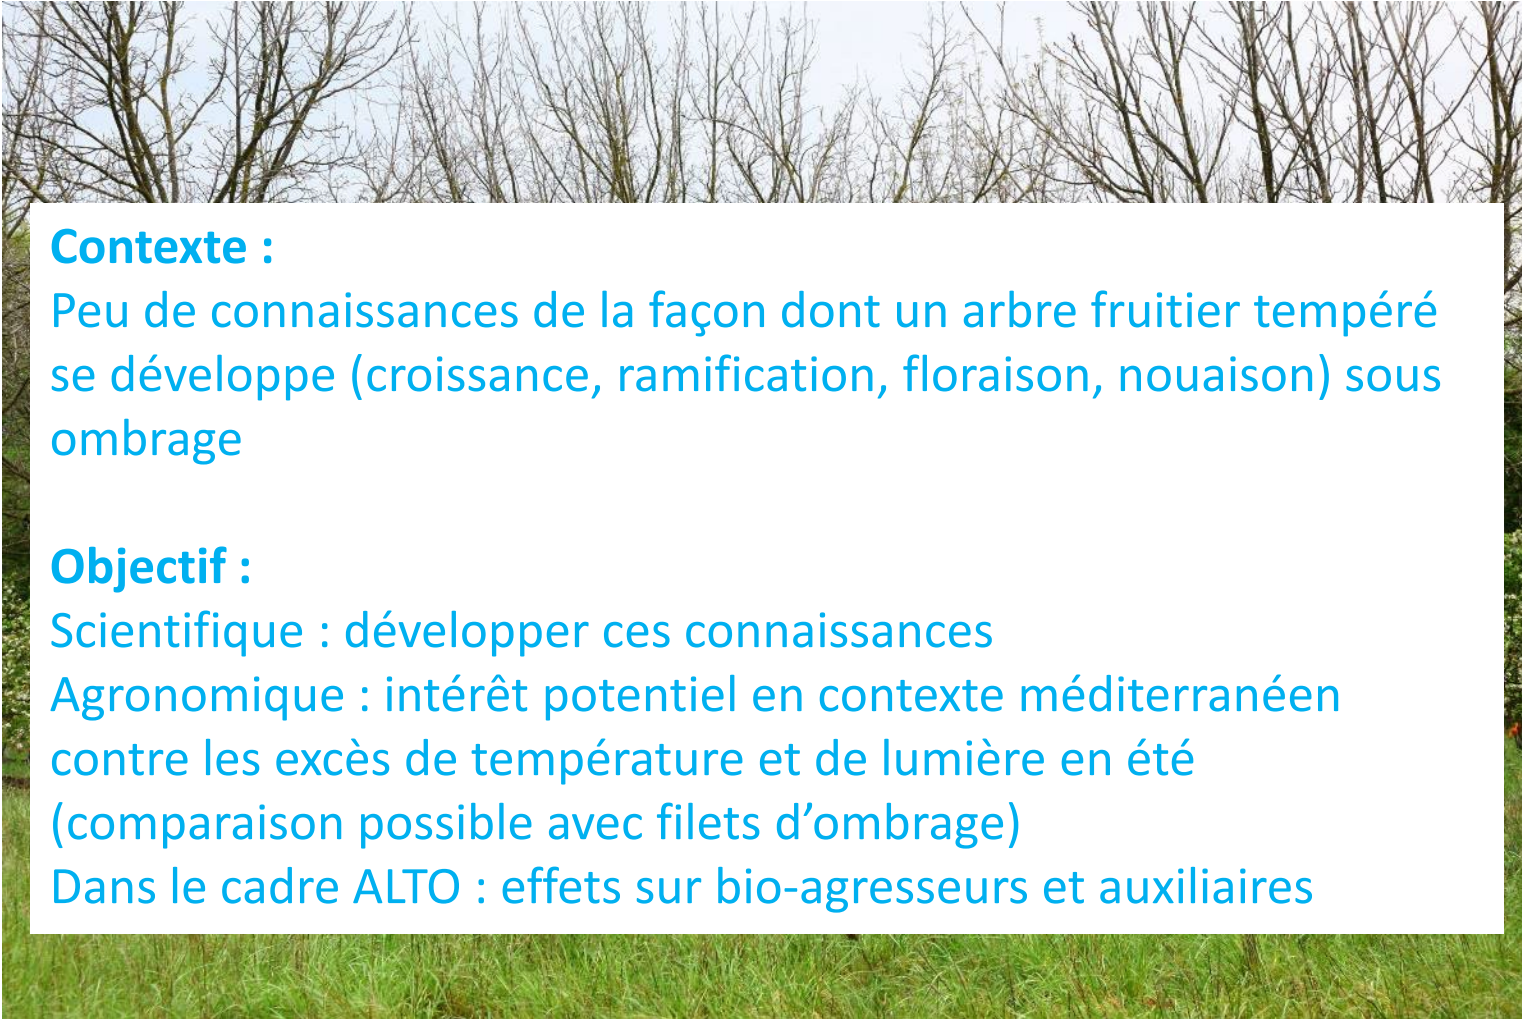 Contexte :
Peu de connaissances de la façon dont un arbre fruitier tempéré
se développe (croissance, ramification, floraison, nouaison) sous
ombrage
Objectif :
Scientifique : développer ces connaissances
Agronomique : intérêt potentiel en contexte méditerranéen
contre les excès de température et de lumière en été
(comparaison possible avec filets d’ombrage)
Dans le cadre ALTO : effets sur bio-agresseurs et auxiliaires